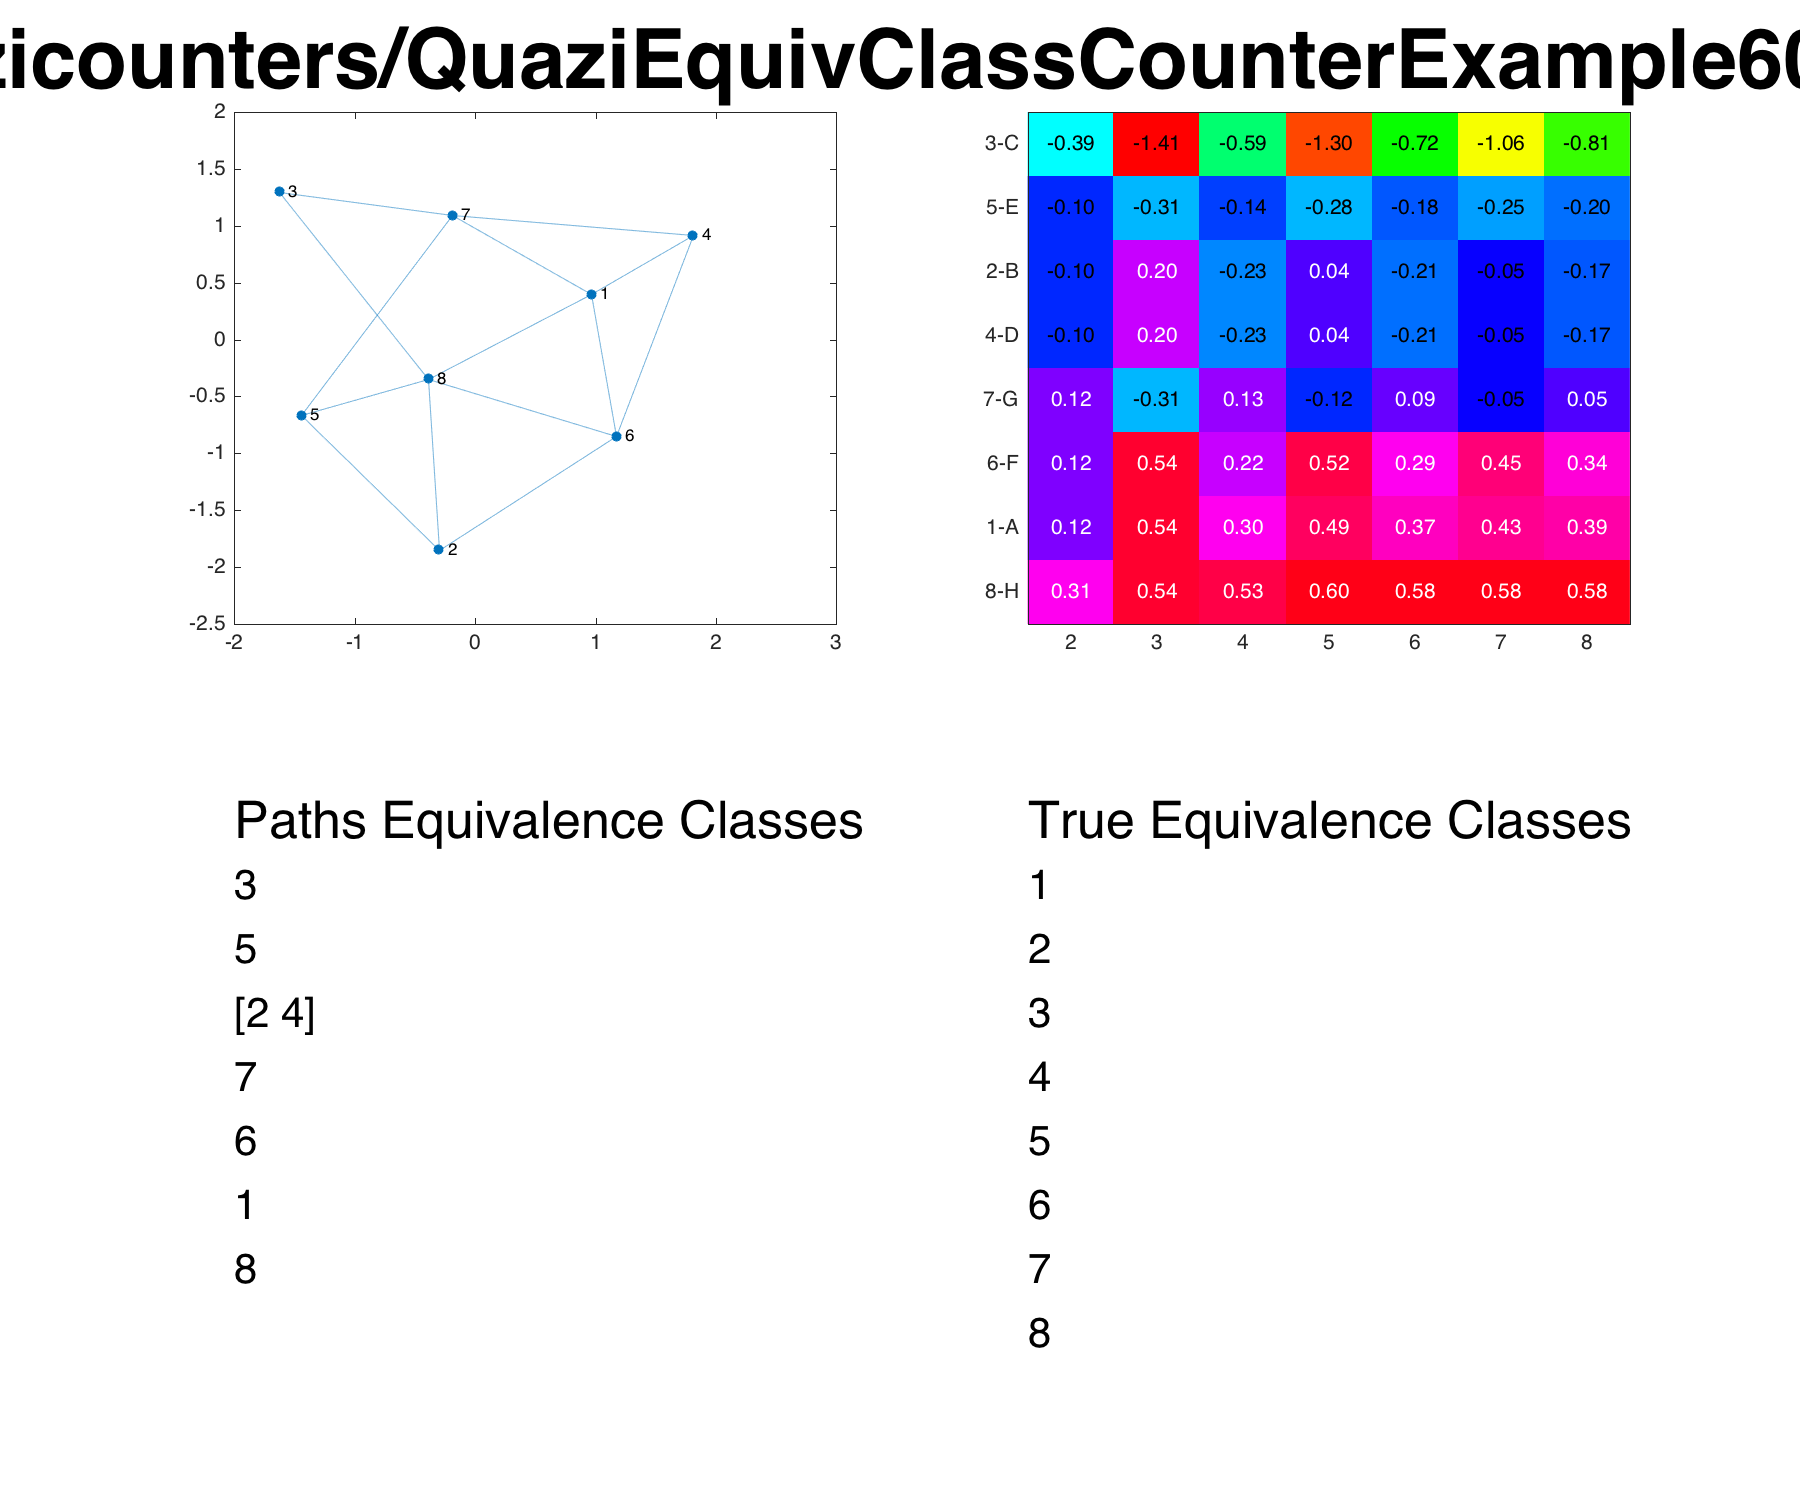 zicounters/QuaziEquivClassCounterExample60
2
1.5
1
0.5
0
-0.5
-1
-1.5
-2
-2.5
-2 -1 0 1 2 3
3
7
4
1
8
5
6
2
3-C -0.39 -1.41 -0.59 -1.30 -0.72 -1.06 -0.81
5-E -0.10 -0.31 -0.14 -0.28 -0.18 -0.25 -0.20
2-B -0.10 0.20 -0.23 0.04 -0.21 -0.05 -0.17
4-D -0.10 0.20 -0.23 0.04 -0.21 -0.05 -0.17
7-G 0.12 -0.31 0.13 -0.12 0.09 -0.05 0.05
6-F 0.12 0.54 0.22 0.52 0.29 0.45 0.34
1-A 0.12 0.54 0.30 0.49 0.37 0.43 0.39
8-H 0.31 0.54 0.53 0.60 0.58 0.58 0.58
2 3 4 5 6 7 8
Paths Equivalence Classes
3
5
[2 4]
7
6
1
8
True Equivalence Classes
1
2
3
4
5
6
7
8